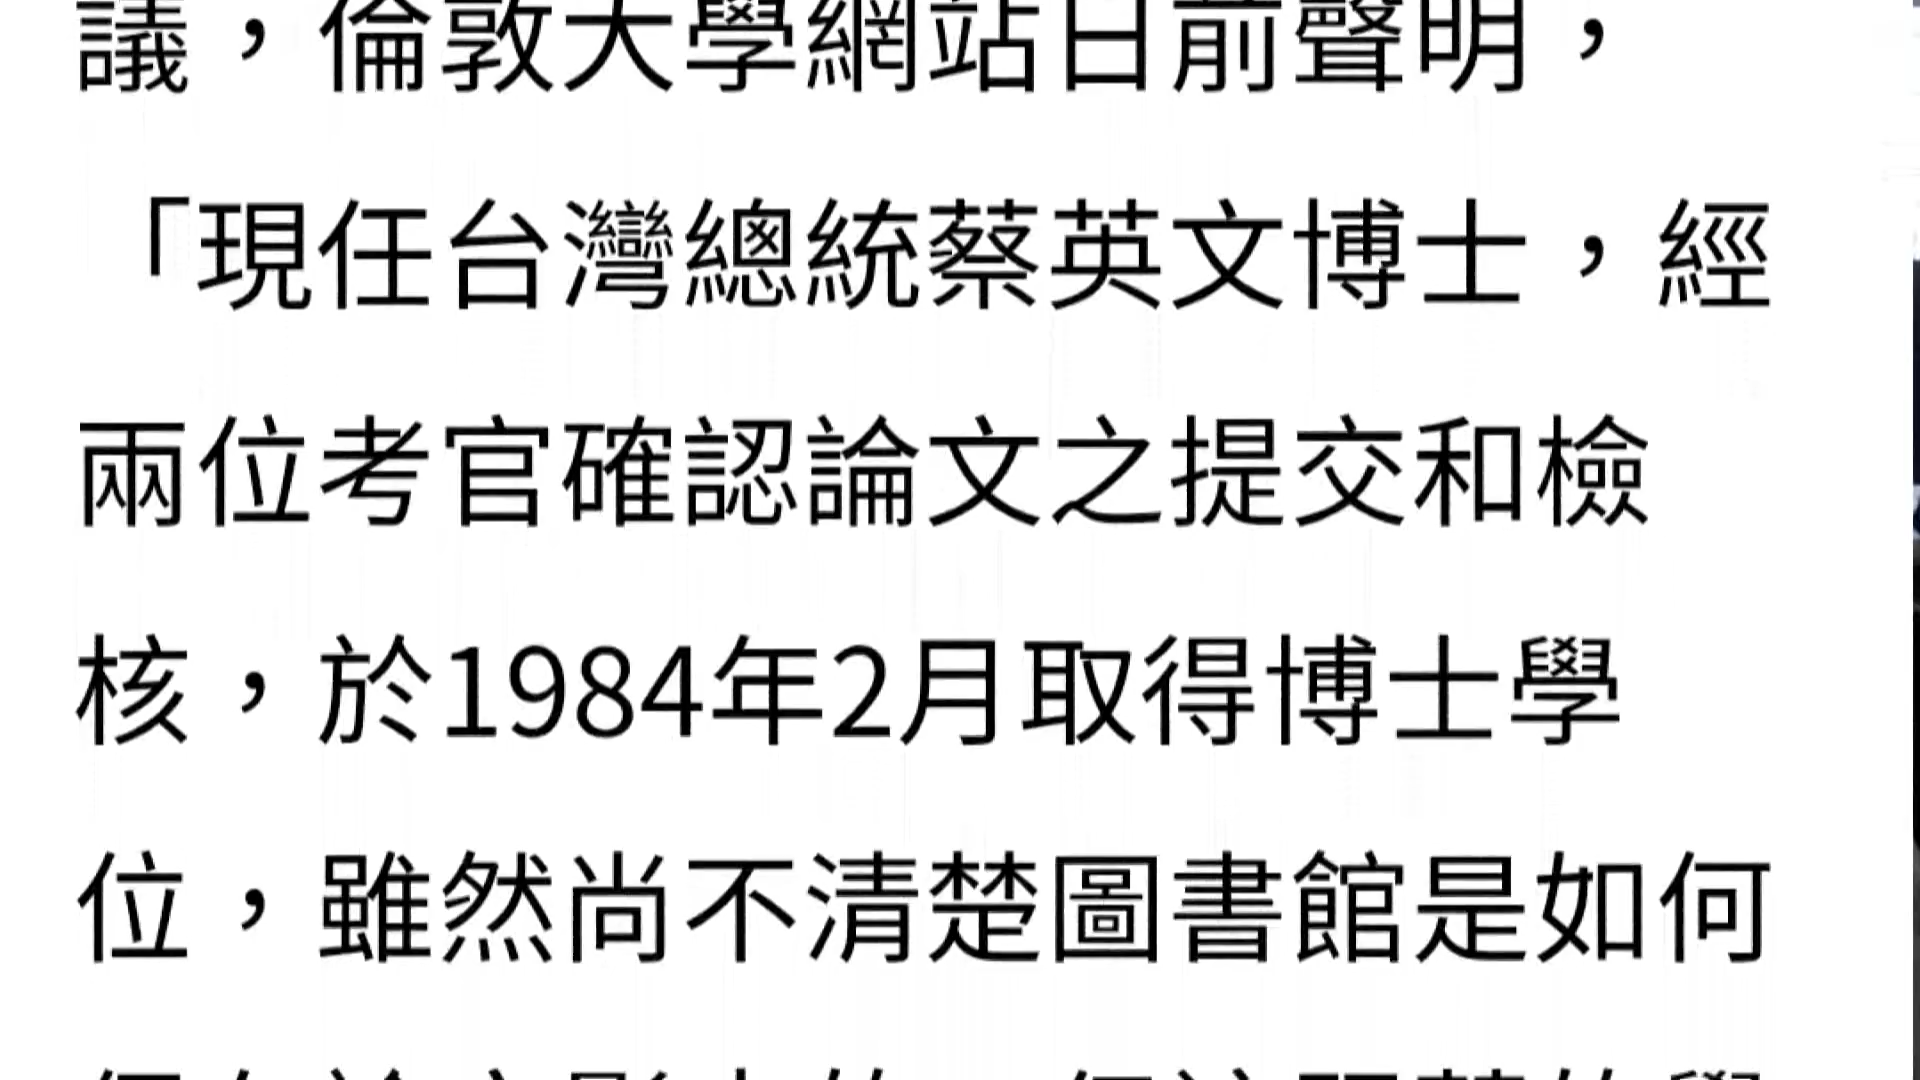 議，倫敦大學網站日前聲明，
「現任台灣總統蔡英文博士，經
兩位考官確認論文之提交和檢
核，於1984年2月取得博士學
位，雖然尚不清楚圖書館是如何